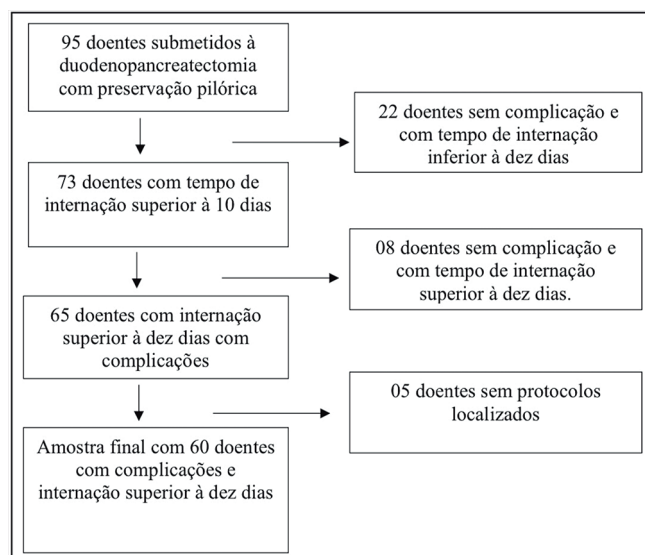 95 doentes submetidos à
duodenopancreatectomia
com preservação pilórica
22 doentes sem complicação e
com tempo de internação
inferior à dez dias
73 doentes com tempo de
internação superior à 10 dias
08 doentes sem complicação e
com tempo de internação
superior à dez dias.
65 doentes com internação
superior à dez dias com
complicações
05 doentes sem protocolos
localizados
Amostra final com 60 doentes
com complicações e
internação superior à dez dias